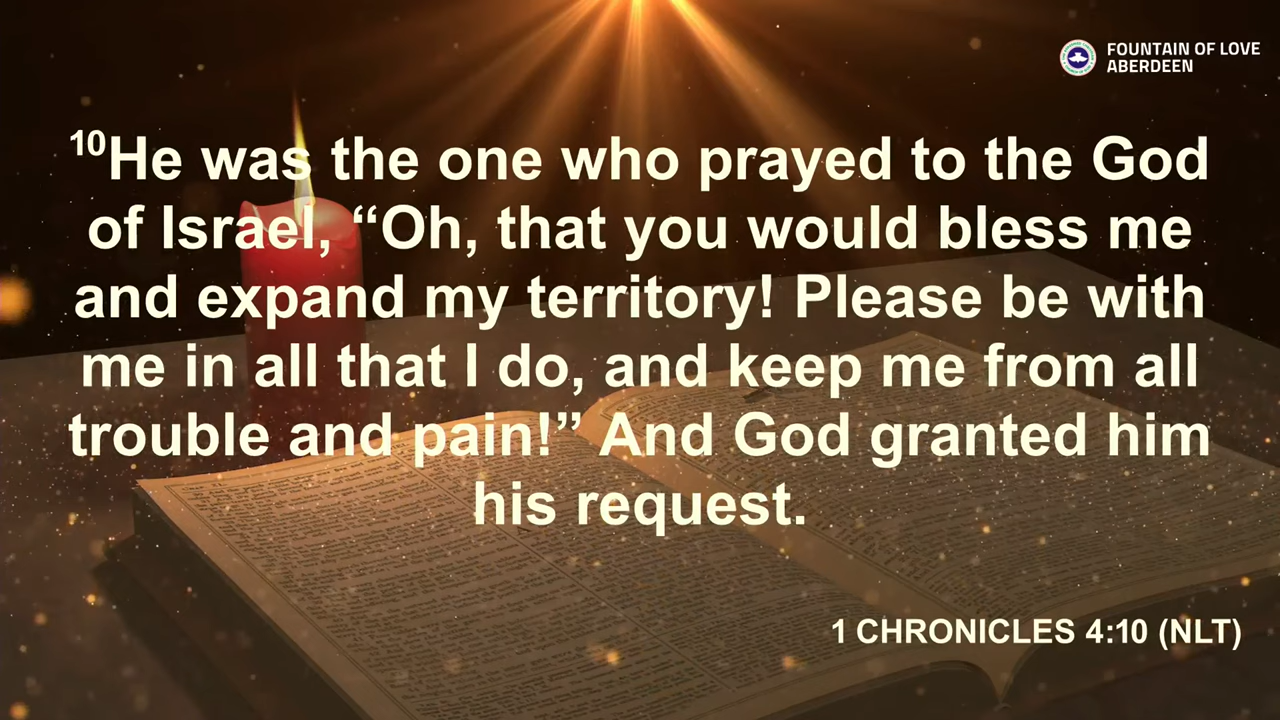 FOUNTAIN OF LOVE
ABERDEEN
10He was the one who prayed to the God
of Israel, “Oh, that you would bless me
and expand my territory! Please be with
me in all that I do, and keep me from all
trouble and pain!” And God granted him
his request.
1 CHRONICLES 4:10 (NLT)